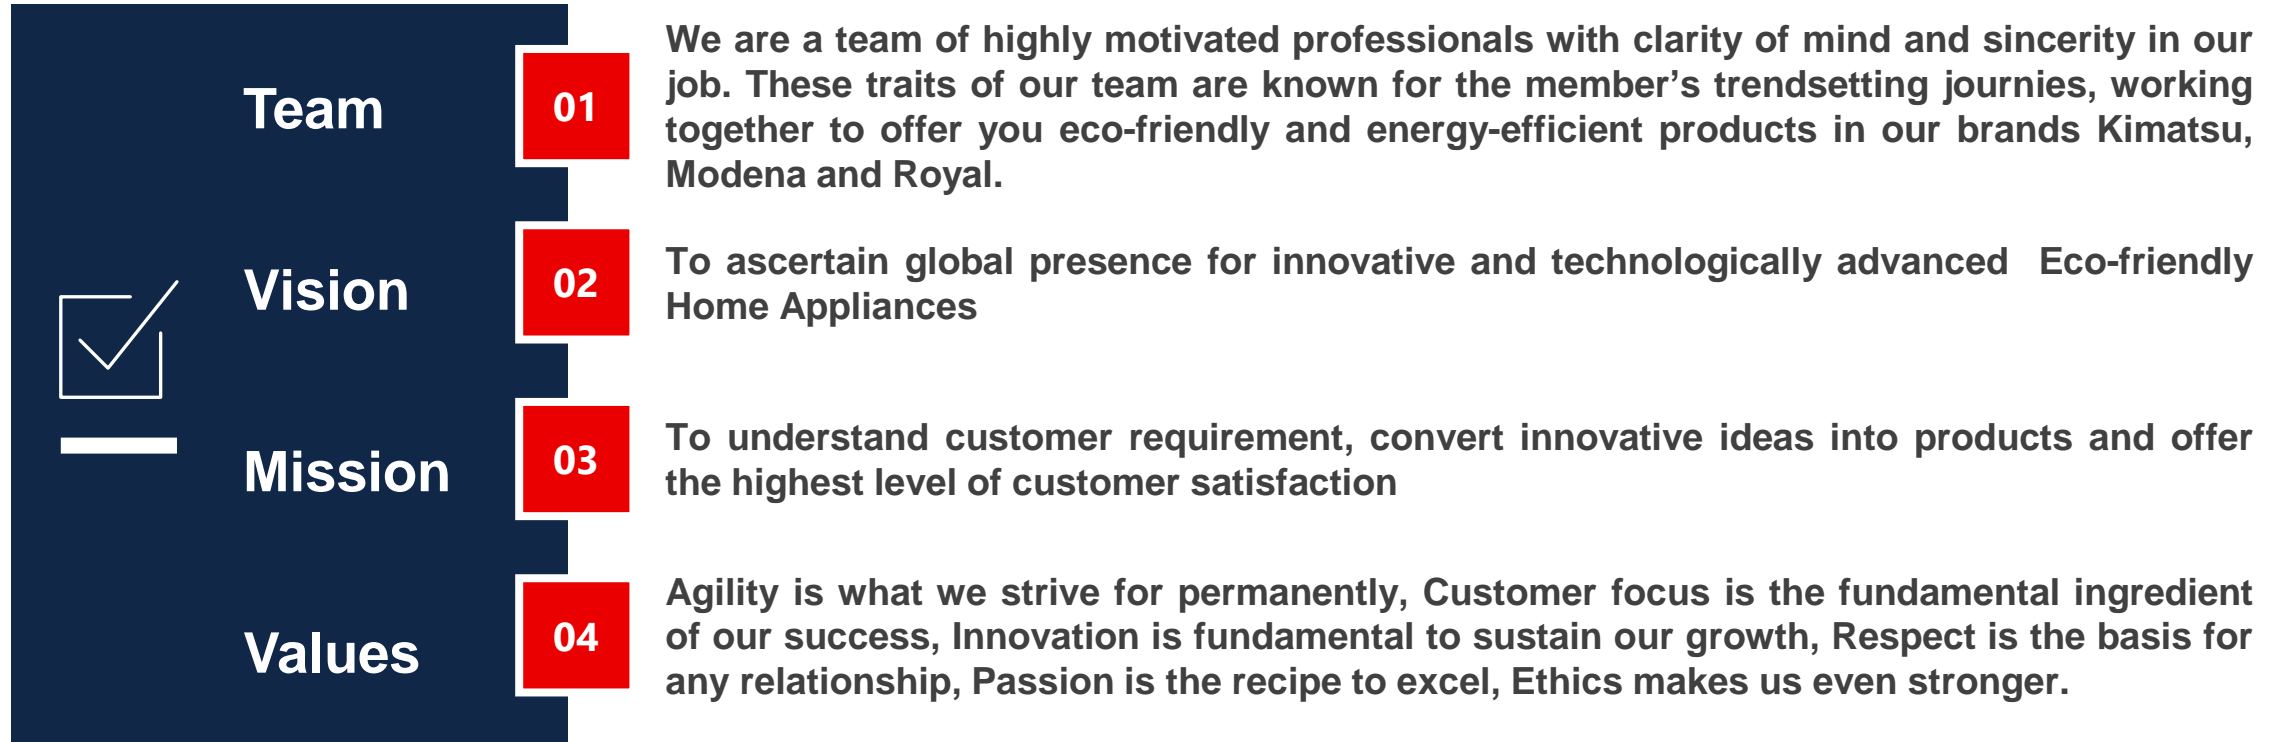 Team
01
We are a team of highly motivated professionals with clarity of mind and sincerity in our
job. These traits of our team are known for the member’s trendsetting journies, working
together to offer you eco-friendly and energy-efficient products in our brands Kimatsu,
Modena and Royal.
Vision
02
To ascertain global presence for innovative and technologically advanced  Eco-friendly
Home Appliances
Mission
03
To understand customer requirement, convert innovative ideas into products and offer
the highest level of customer satisfaction
Values
04
Agility is what we strive for permanently, Customer focus is the fundamental ingredient
of our success, Innovation is fundamental to sustain our growth, Respect is the basis for
any relationship, Passion is the recipe to excel, Ethics makes us even stronger.